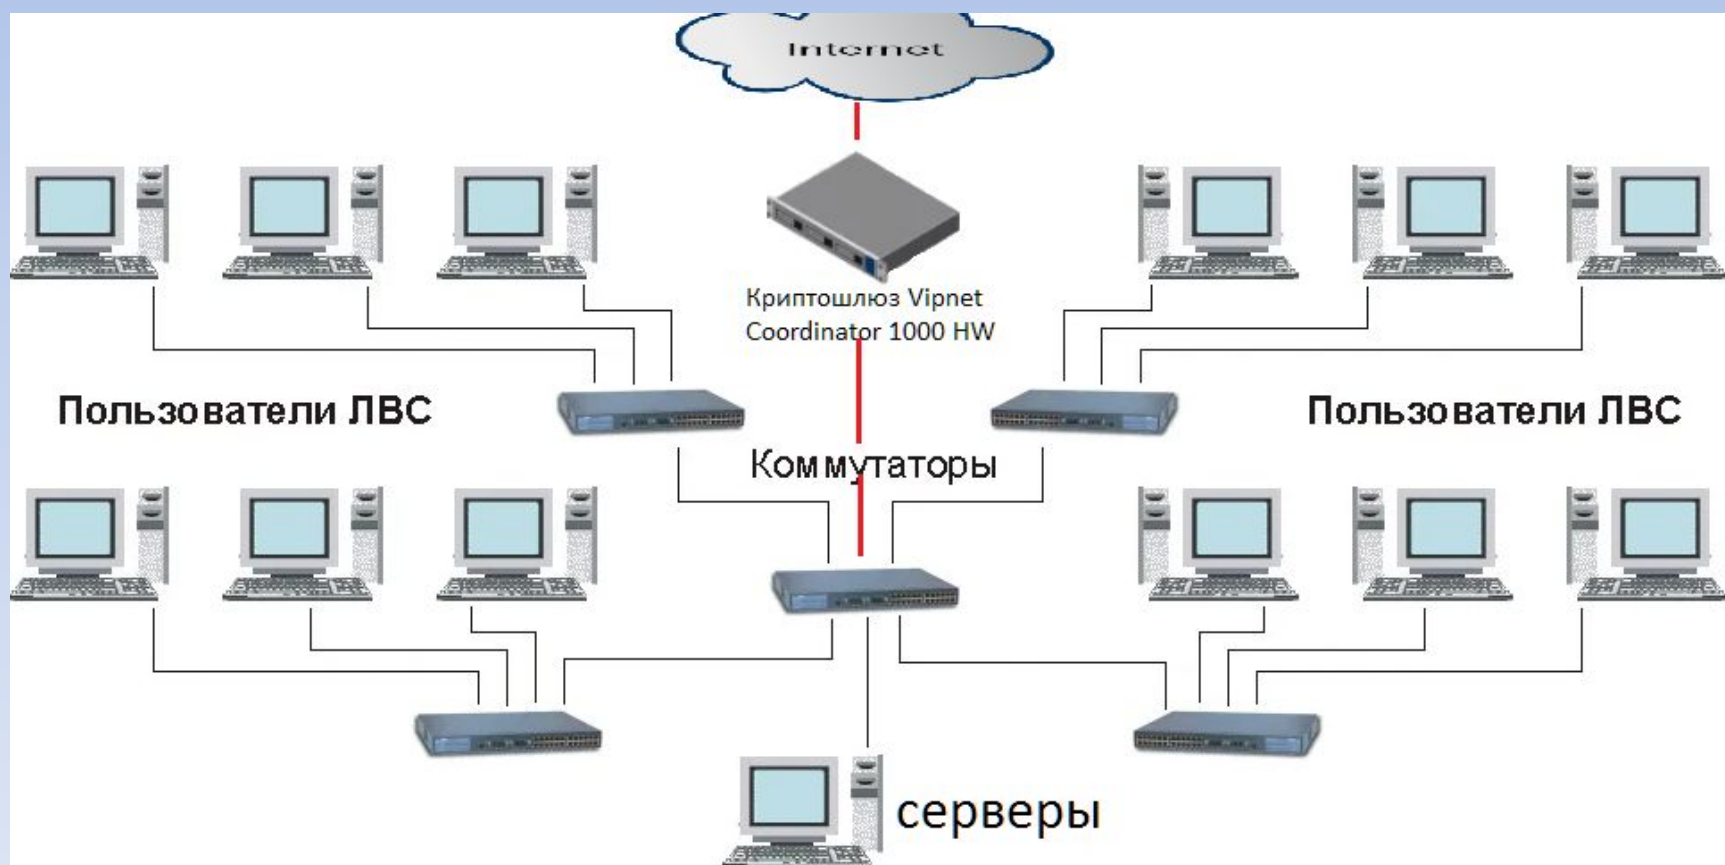 Internet
Криптошлюз Vipnet
Coordinator 1000 HW
Пользователи ЛВС
Пользователи ЛВС
Коммутаторы
серверы